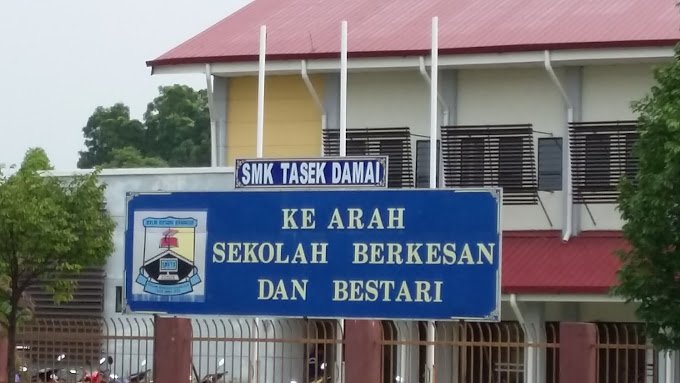 SMK TASEK DAMAI
KE ARAH
SEKOLAH BERKESAN
DAN BESTARI